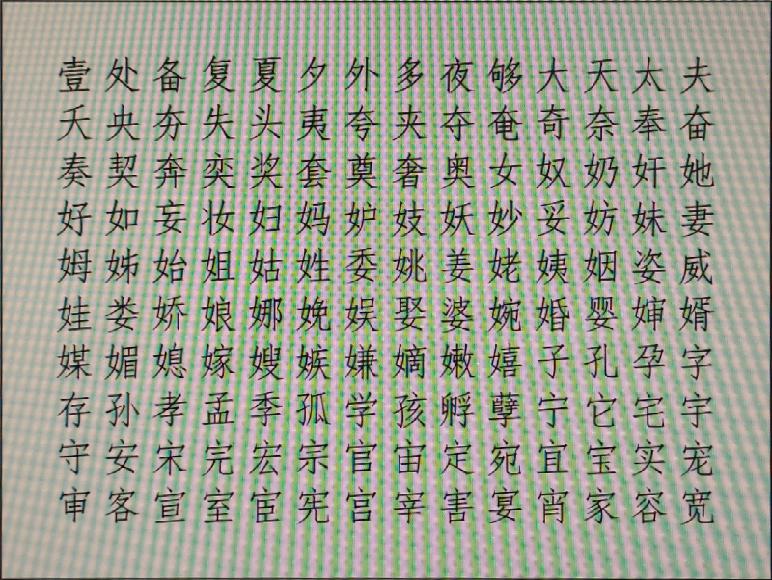 壹处备复夏夕外多夜够大天太夫
夭央夯失头夷夸夹夺奄奇奈奉奋
奏契奔奕奖套奠奢奥女奴奶奸她
好如妄妆妇妈妒妓妖妙妥妨妹妻
姆姊始姐姑姓委姚姜姥姨姻姿威
娃娄娇娘娜娩娱娶婆婉婚婴婶婿
媒媚媳嫁嫂嫉嫌嫡嫩嬉子孔孕字
存孙孝孟季孤学孩孵孽宁它宅宇
守安宋完宏宗官宙定宛宜宝实宠
审客宣室宦宪宫宰害宴宵家容宽